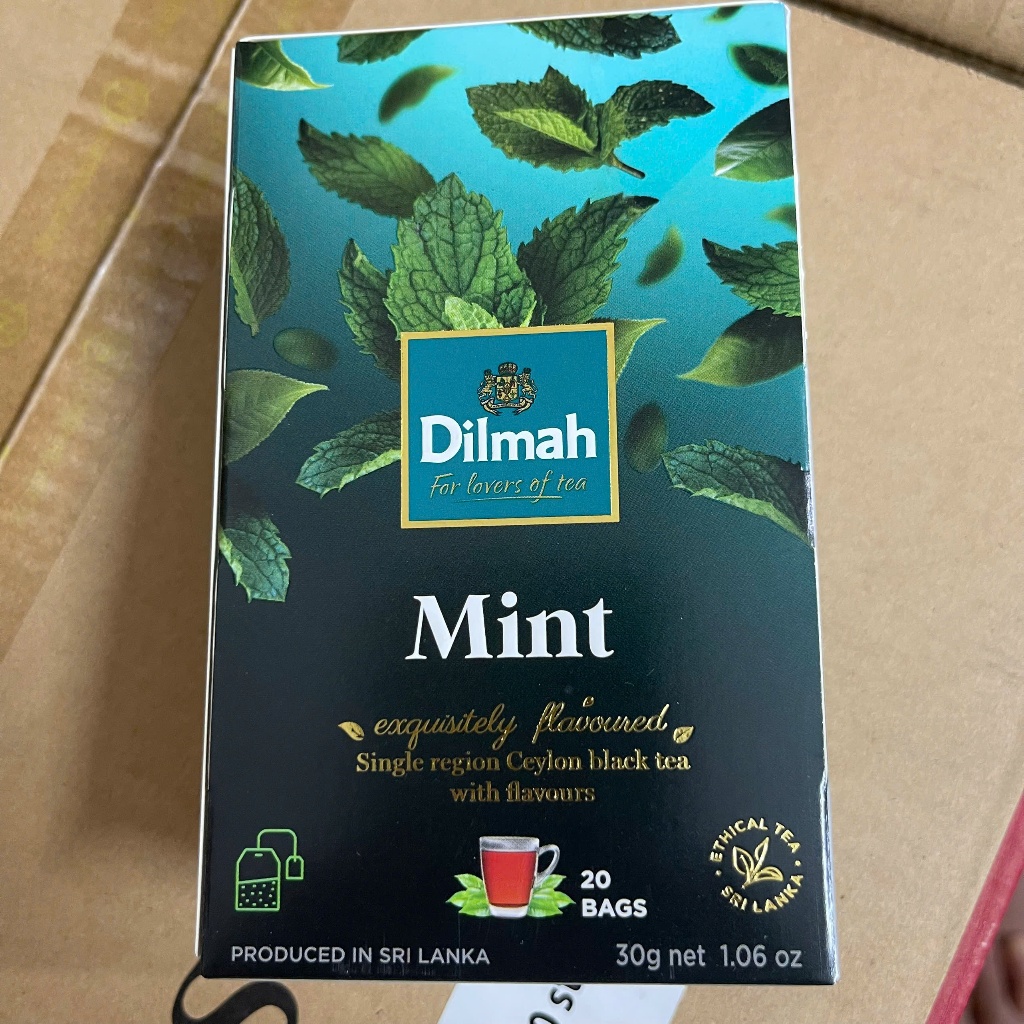 Dilmah
For lovers of tea
Mint
exquisitely flavoured
Single region Ceylon black tea
with flavours
20
BAGS
ETHICAL TEA
SRI LANKA
PRODUCED IN SRI LANKA
30g net 1.06 oz